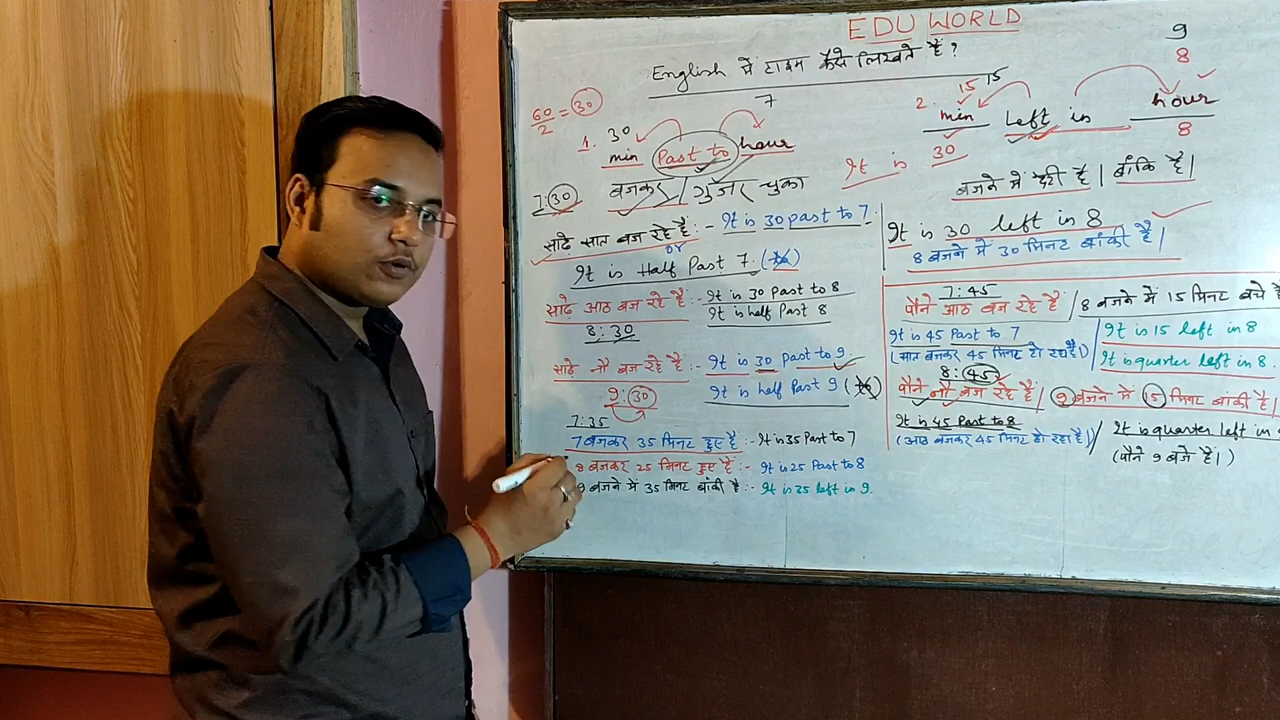 EDU WORLD
English में टाइम कैसे लिखते हैं?
60/2 = 30
7
1. 30
min Past to hour
7:30 बजकर / गुजर चुका
साढ़े सात बज रहे हैं :- It is 30 past to 7.
or
It is Half Past 7.
साढ़े आठ बज रहे हैं :- It is 30 Past to 8
It is half Past 8
8:30
साढ़े नौ बज रहे हैं :- It is 30 past to 9.
It is half Past 9
9:30
7:35
7 बजकर 35 मिनट हुए हैं :- It is 35 Past to 7
8 बजकर 25 मिनट हुए हैं :- It is 25 Past to 8
9 बजने में 35 मिनट बांकी है :- It is 35 left in 9.
9
8
15 15
2. min left in hour
It is 30
8
बजने में देरी है | बांकि है |
It is 30 left in 8
8 बजने में 30 मिनट बांकी है |
7:45
पौने आठ बज रहे हैं / 8 बजने में 15 मिनट बचे है
It is 45 Past to 7
(सात बजकर 45 मिनट हो रहा है।)
It is 15 left in 8
It is quarter left in 8.
8:45
पौने नौ बज रहे हैं / 9 बजने में 15 मिनट बांकी है |
It is 45 Past to 8
(आठ बजकर 45 मिनट हो रहा है।)
It is quarter left in
(पौने 9 बजे हैं।)